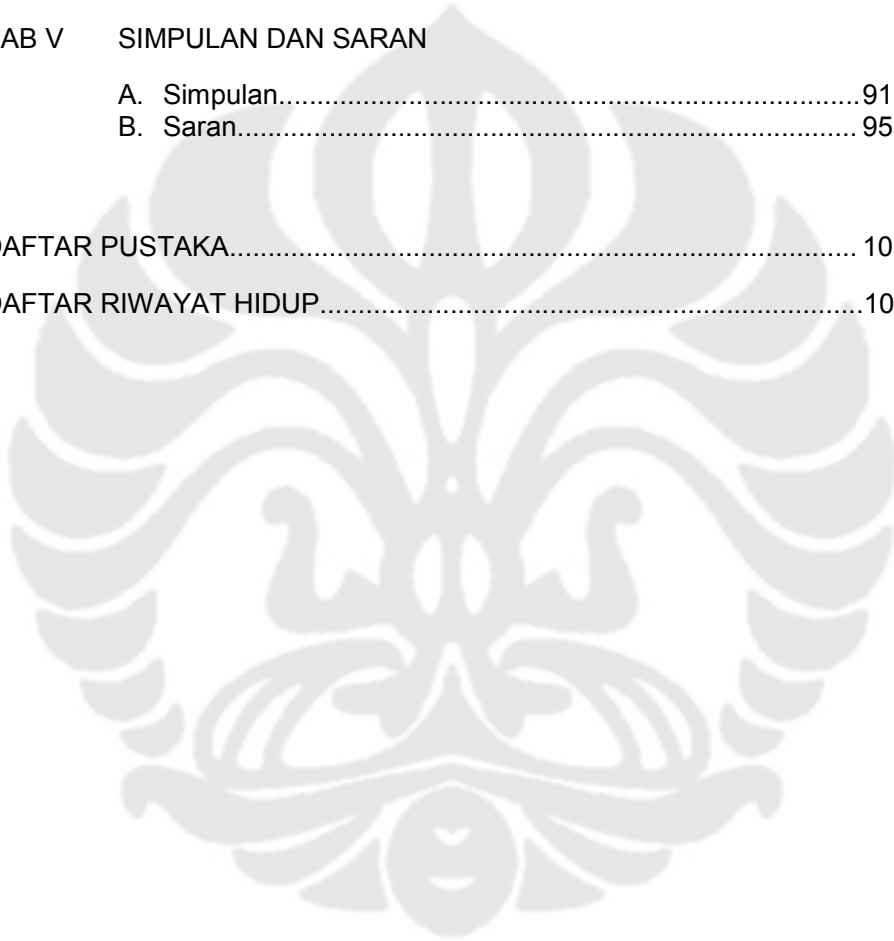 AB V SIMPULAN DAN SARAN
A. Simpulan..............................................................................91
B. Saran................................................................................... 95
DAFTAR PUSTAKA.................................................................................... 10
DAFTAR RIWAYAT HIDUP.........................................................................10